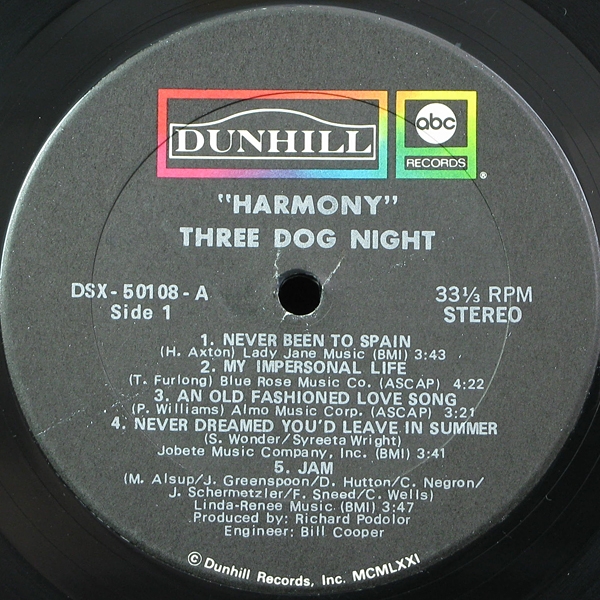 DUNHILL
abc
RECORDS
®
"HARMONY"
THREE DOG NIGHT
DSX-50108-A
Side 1
33⅓ RPM
STEREO
1. NEVER BEEN TO SPAIN
(H. Axton) Lady Jane Music (BMI) 3:43
2. MY IMPERSONAL LIFE
(T. Furlong) Blue Rose Music Co. (ASCAP) 4:22
3. AN OLD FASHIONED LOVE SONG
(P. Williams) Almo Music Corp. (ASCAP) 3:21
4. NEVER DREAMED YOU'D LEAVE IN SUMMER
(S. Wonder/Syreeta Wright)
Jobete Music Company, Inc. (BMI) 3:41
5. JAM
(M. Alsup/J. Greenspoon/D. Hutton/C. Negron/
J. Schermetzler/F. Sneed/C. Wells)
Linda-Renee Music (BMI) 3:47
Produced by: Richard Podolor
Engineer: Bill Cooper
© Dunhill Records, Inc. MCMLXXI